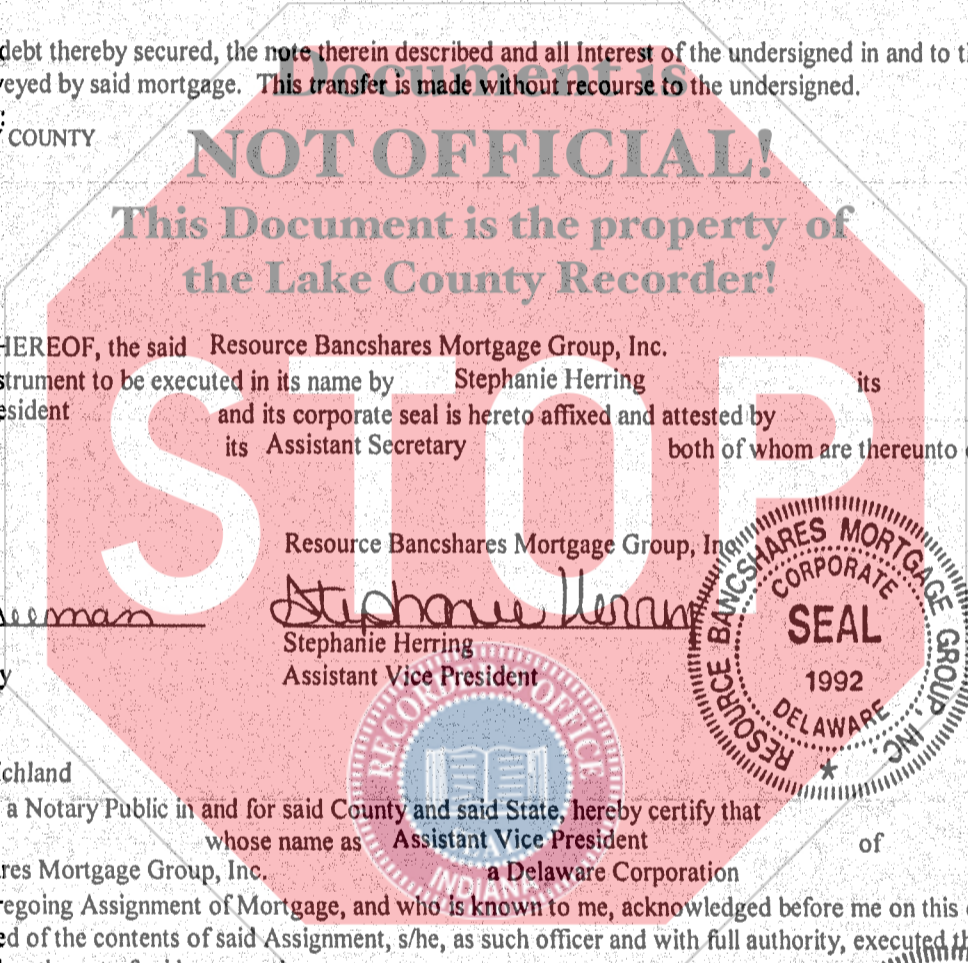 debt thereby secured, the note therein described and all Interest of the undersigned in and to
Document is
veyed by said mortgage. This transfer is made without recourse to the undersigned.
COUNTY
NOT OFFICIAL!
This Document is the property of
the Lake County Recorder!
HEREOF, the said Resource Bancshares Mortgage Group, Inc.
strument to be executed in its name by Stephanie Herring its
esident and its corporate seal is hereto affixed and attested by
its Assistant Secretary both of whom are thereunto
STOP
Resource Bancshares Mortgage Group, Inc.
Stephanie Herring
Stephanie Herring
Assistant Vice President
RESOURCE BANCSHARES MORTGAGE GROUP, INC.
CORPORATE
SEAL
1992
DELAWARE
RECORDER'S OFFICE
INDIANA
chland
a Notary Public in and for said County and said State, hereby certify that
whose name as Assistant Vice President of
res Mortgage Group, Inc. a Delaware Corporation
regoing Assignment of Mortgage, and who is known to me, acknowledged before me on this
ed of the contents of said Assignment, s/he, as such officer and with full authority, executed